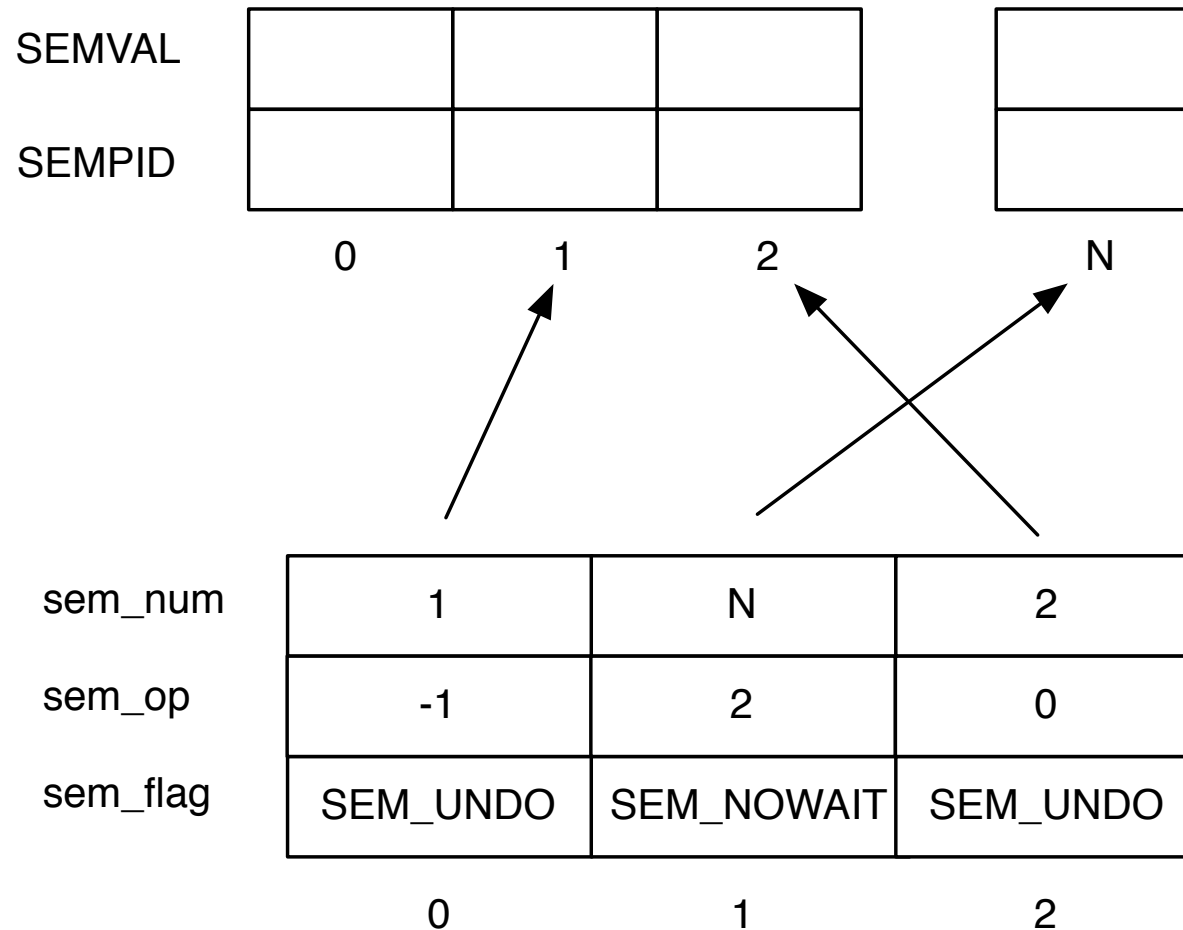 SEMVAL
SEMPID
0 1 2 N
sem_num 1 N 2
sem_op -1 2 0
sem_flag SEM_UNDO SEM_NOWAIT SEM_UNDO
0 1 2